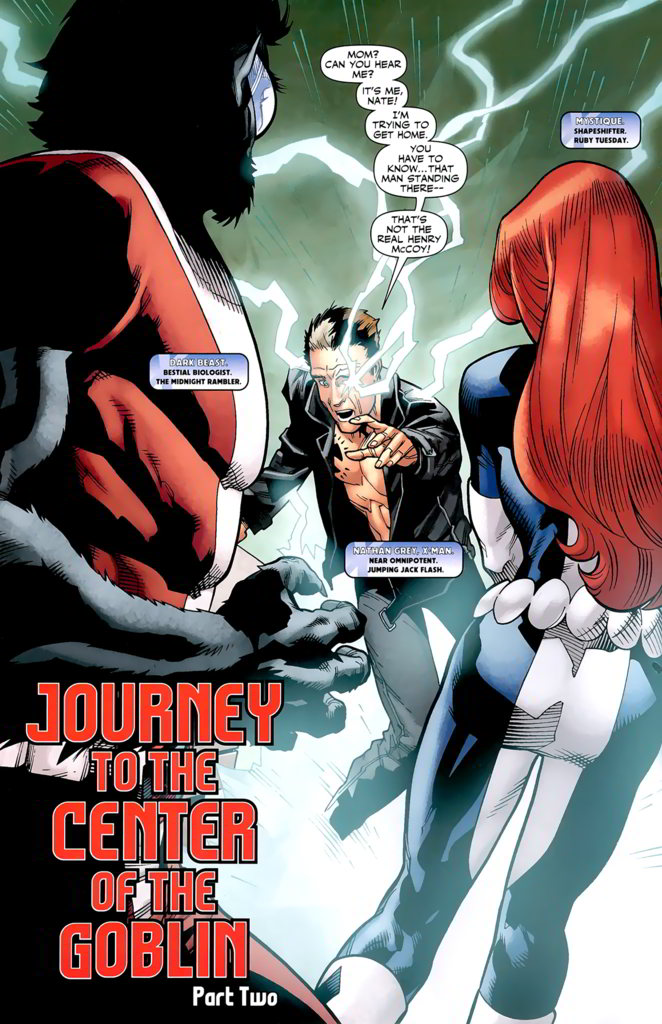 MOM?
CAN YOU HEAR
ME?
IT'S ME,
NATE!
I'M
TRYING TO
GET HOME.
YOU
HAVE TO
KNOW...THAT
MAN STANDING
THERE--
THAT'S
NOT THE
REAL HENRY
McCOY!
MYSTIQUE.
SHAPESHIFTER.
RUBY TUESDAY.
DARK BEAST.
BESTIAL BIOLOGIST.
THE MIDNIGHT RAMBLER.
NATHAN GREY, X-MAN.
NEAR OMNIPOTENT.
JUMPING JACK FLASH.
JOURNEY
TO THE
CENTER
OF THE
GOBLIN
Part Two